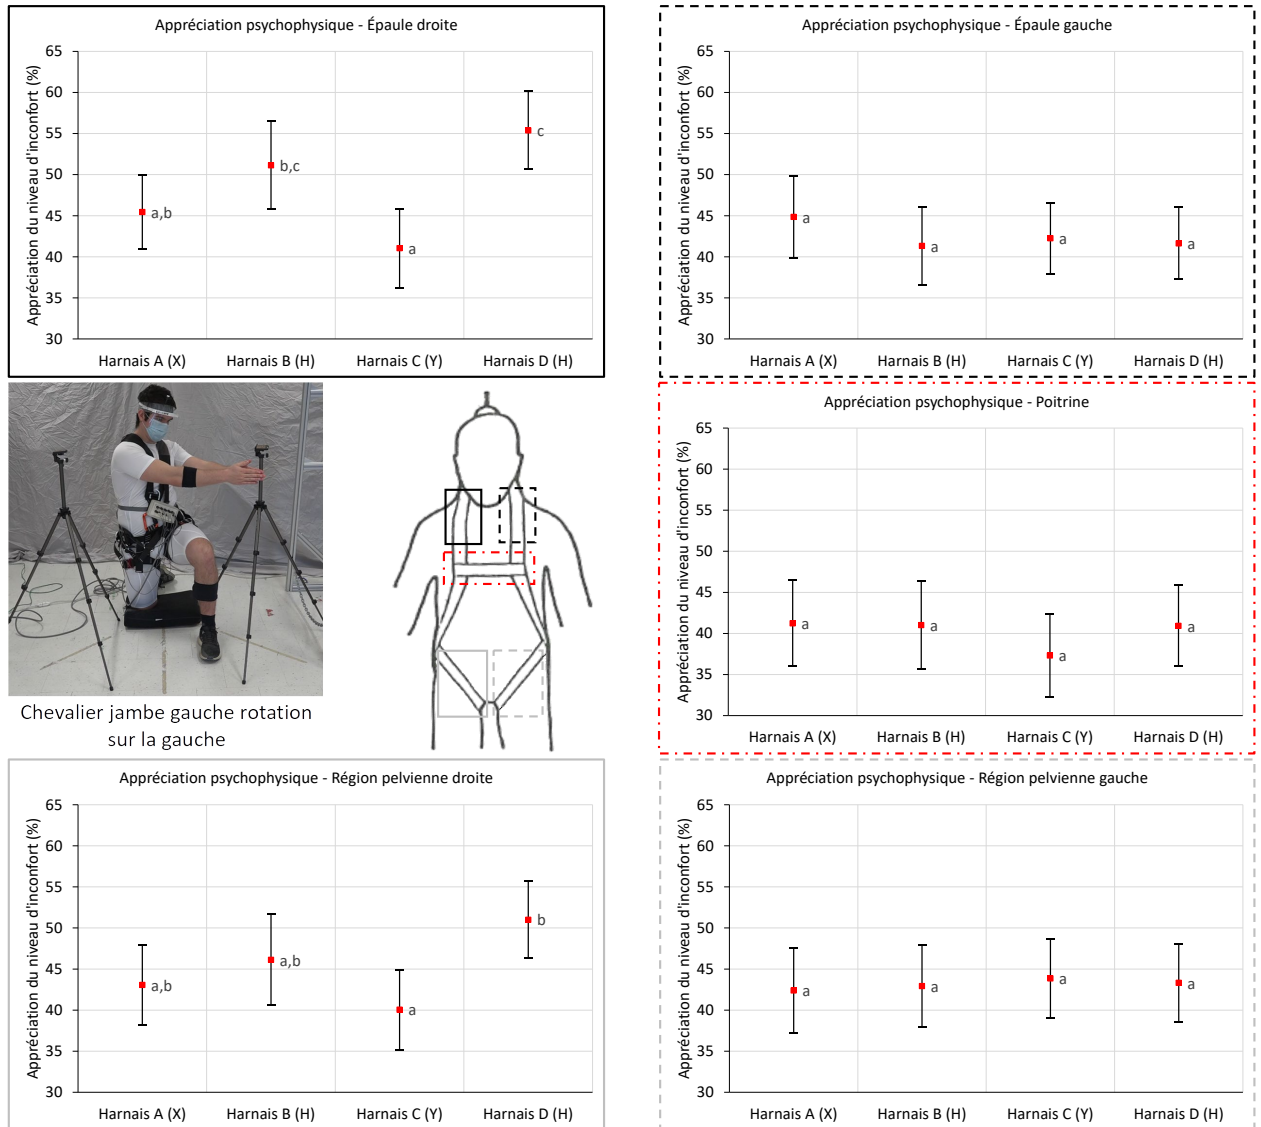 Appréciation psychophysique - Épaule droite
Appréciation du niveau d'inconfort (%)
65
60
55
50
45
40
35
30
a,b
b,c
a
c
Harnais A (X)
Harnais B (H)
Harnais C (Y)
Harnais D (H)
Appréciation psychophysique - Épaule gauche
Appréciation du niveau d'inconfort (%)
65
60
55
50
45
40
35
30
a
a
a
a
Harnais A (X)
Harnais B (H)
Harnais C (Y)
Harnais D (H)
Chevalier jambe gauche rotation
sur la gauche
Appréciation psychophysique - Poitrine
Appréciation du niveau d'inconfort (%)
65
60
55
50
45
40
35
30
a
a
a
a
Harnais A (X)
Harnais B (H)
Harnais C (Y)
Harnais D (H)
Appréciation psychophysique - Région pelvienne droite
Appréciation du niveau d'inconfort (%)
65
60
55
50
45
40
35
30
a,b
a,b
a
b
Harnais A (X)
Harnais B (H)
Harnais C (Y)
Harnais D (H)
Appréciation psychophysique - Région pelvienne gauche
Appréciation du niveau d'inconfort (%)
65
60
55
50
45
40
35
30
a
a
a
a
Harnais A (X)
Harnais B (H)
Harnais C (Y)
Harnais D (H)